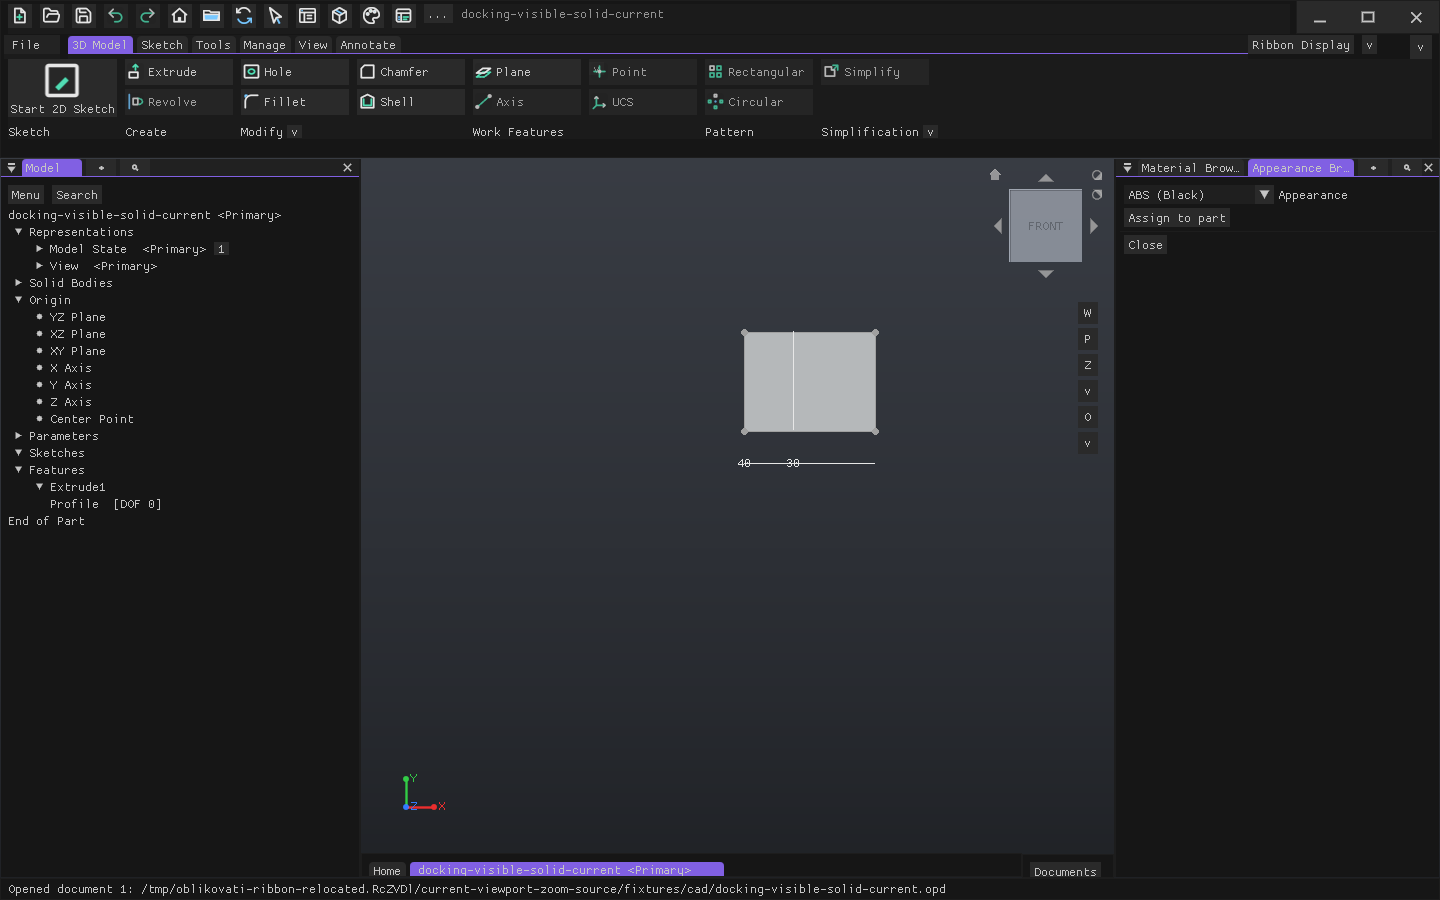 ... docking-visible-solid-current
File 3D Model Sketch Tools Manage View Annotate Ribbon Display v v
Start 2D Sketch
Extrude Hole Chamfer Plane Point Rectangular Simplify
Revolve Fillet Shell Axis UCS Circular
Sketch Create Modify v Work Features Pattern Simplification v
Model
Menu Search
docking-visible-solid-current <Primary>
Representations
Model State <Primary> 1
View <Primary>
Solid Bodies
Origin
YZ Plane
XZ Plane
XY Plane
X Axis
Y Axis
Z Axis
Center Point
Parameters
Sketches
Features
Extrude1
Profile [DOF 0]
End of Part
FRONT
W
P
Z
v
O
v
40 30
Y
Z X
Material Brow… Appearance Br…
ABS (Black) Appearance
Assign to part
Close
Home docking-visible-solid-current <Primary> Documents
Opened document 1: /tmp/oblikovati-ribbon-relocated.RcZVDl/current-viewport-zoom-source/fixtures/cad/docking-visible-solid-current.opd